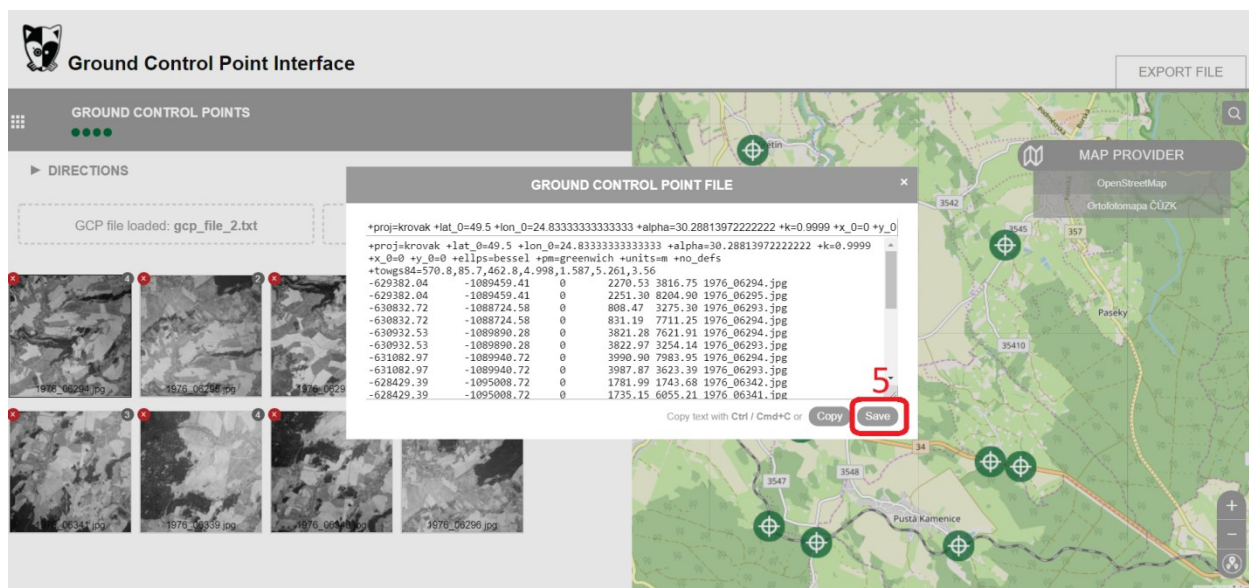 Ground Control Point Interface
EXPORT FILE
GROUND CONTROL POINTS
▶ DIRECTIONS
GCP file loaded: gcp_file_2.txt
GROUND CONTROL POINT FILE
×
+proj=krovak +lat_0=49.5 +lon_0=24.83333333333333 +alpha=30.28813972222222 +k=0.9999 +x_0=0 +y_0
+proj=krovak +lat_0=49.5 +lon_0=24.83333333333333 +alpha=30.28813972222222 +k=0.9999
+x_0=0 +y_0=0 +ellps=bessel +pm=greenwich +units=m +no_defs
+towgs84=570.8,85.7,462.8,4.998,1.587,5.261,3.56
-629382.04 -1089459.41 0 2270.53 3816.75 1976_06294.jpg
-629382.04 -1089459.41 0 2251.30 8204.90 1976_06295.jpg
-630832.72 -1088724.58 0 808.47 3275.30 1976_06293.jpg
-630832.72 -1088724.58 0 831.19 7711.25 1976_06294.jpg
-630932.53 -1089890.28 0 3821.28 7621.91 1976_06294.jpg
-630932.53 -1089890.28 0 3822.97 3254.14 1976_06293.jpg
-631082.97 -1089940.72 0 3990.90 7983.95 1976_06294.jpg
-631082.97 -1089940.72 0 3987.87 3623.39 1976_06293.jpg
-628429.39 -1095008.72 0 1781.99 1743.68 1976_06342.jpg
-628429.39 -1095008.72 0 1735.15 6055.21 1976_06341.jpg
Copy text with Ctrl / Cmd+C or Copy Save
5
4
2
1976_06294.jpg
1976_0629
3
4
1976_06339.jpg
1976_06296.jpg
MAP PROVIDER
OpenStreetMap
Ortofotomapa ČÚZK
3542
3545
357
Paseky
35410
34
3548
3547
Pustá Kamenice
+
−